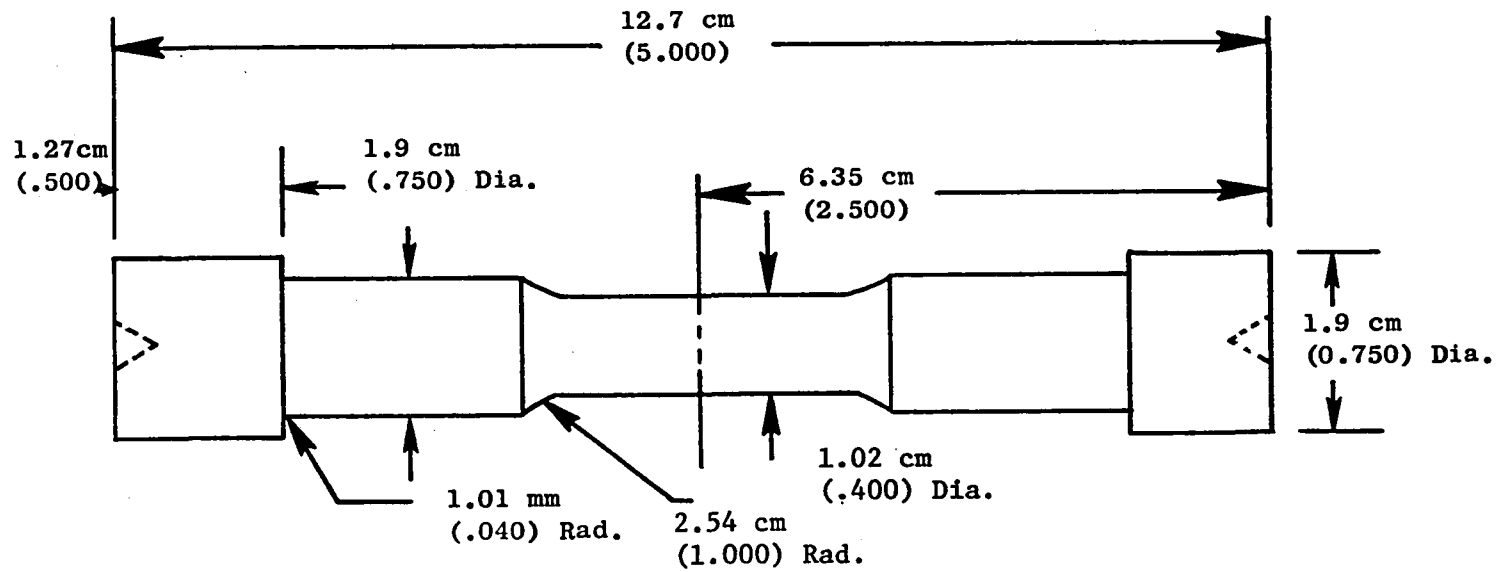 12.7 cm
(5.000)
1.27cm
(.500)
1.9 cm
(.750) Dia.
6.35 cm
(2.500)
1.9 cm
(0.750) Dia.
1.02 cm
(.400) Dia.
1.01 mm
(.040) Rad.
2.54 cm
(1.000) Rad.